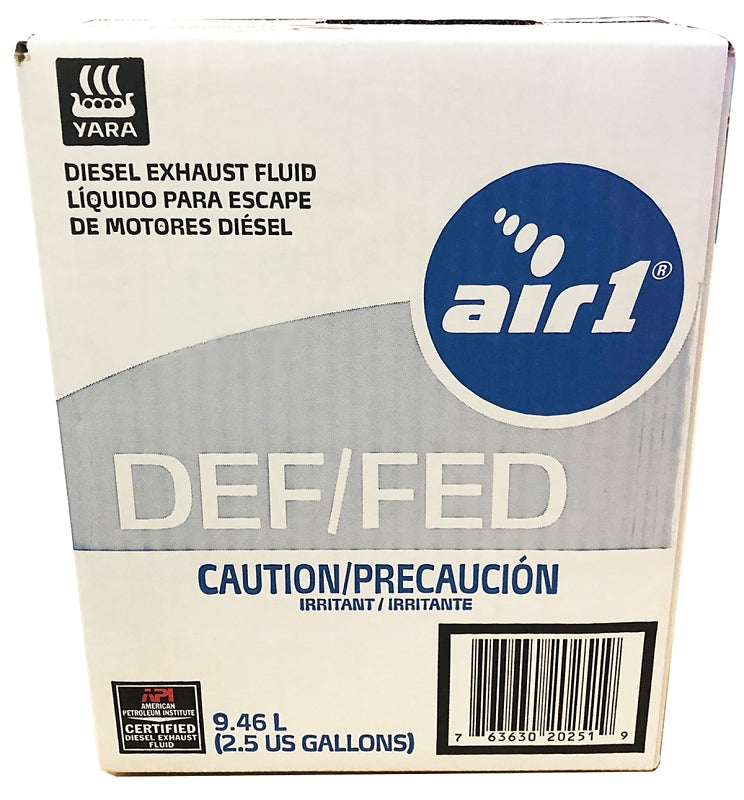 YARA
DIESEL EXHAUST FLUID
LÍQUIDO PARA ESCAPE
DE MOTORES DIÉSEL
air1®
DEF/FED
CAUTION/PRECAUCIÓN
IRRITANT / IRRITANTE
API
AMERICAN
PETROLEUM INSTITUTE
CERTIFIED
DIESEL EXHAUST
FLUID
9.46 L
(2.5 US GALLONS)
7 63630 20251 9